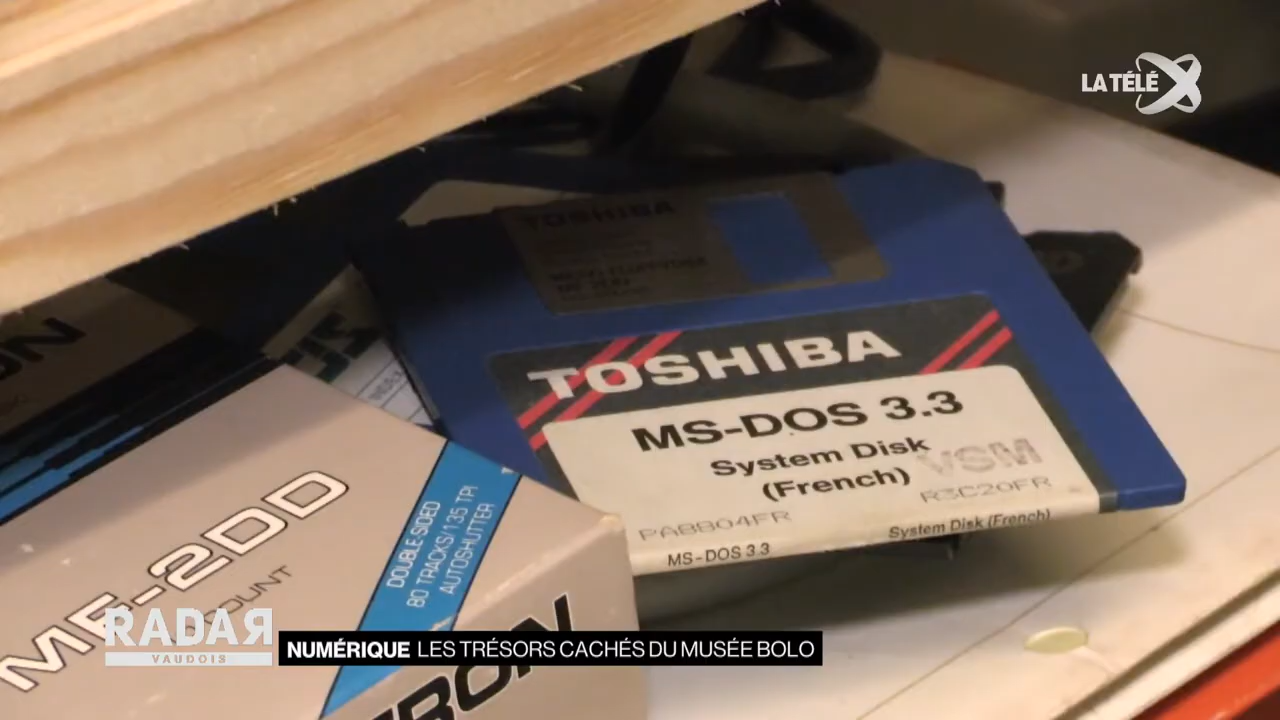 LA TÉLÉ
TOSHIBA
TOSHIBA
MS-DOS 3.3
System Disk
(French)
VSM
R3C20FR
PA8804FR
System Disk (French)
MS-DOS 3.3
MF-2DD
DOUBLE SIDED
80 TRACKS/135 TPI
AUTOSHUTTER
RADAR
VAUDOIS
NUMÉRIQUE LES TRÉSORS CACHÉS DU MUSÉE BOLO